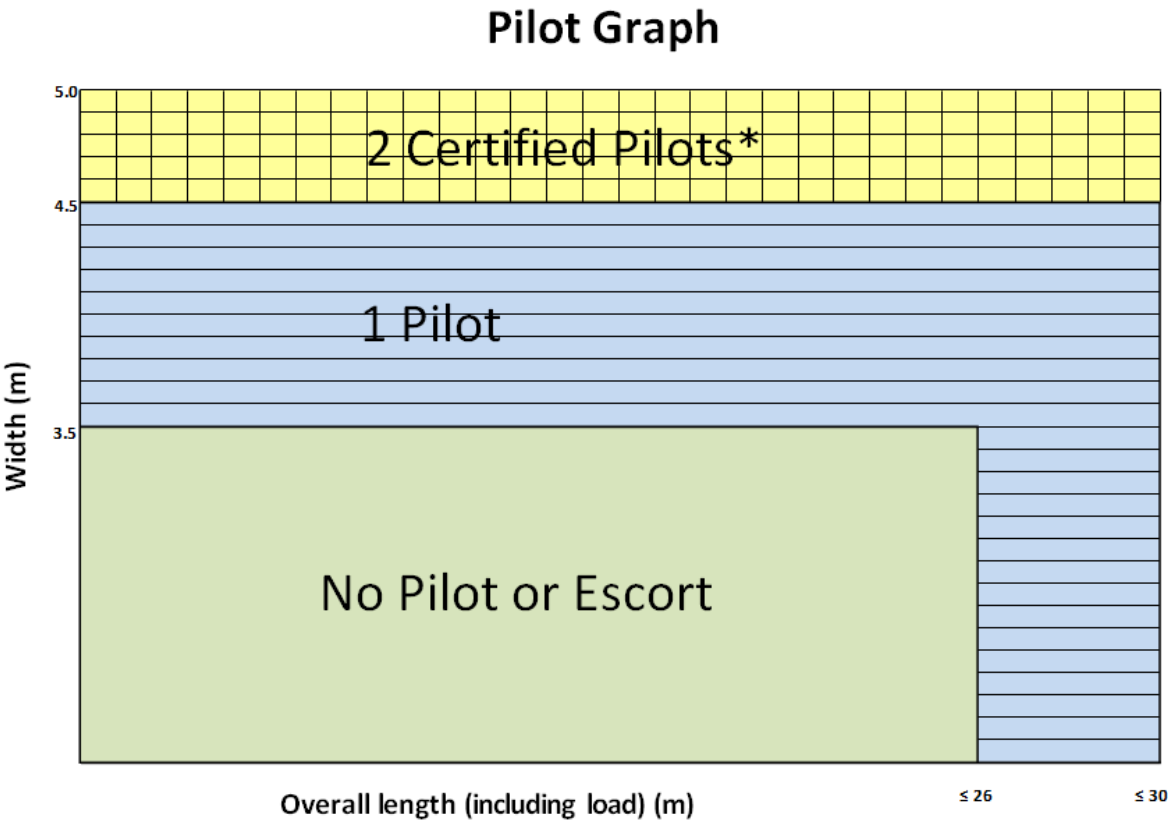 Pilot Graph
5.0
2 Certified Pilots*
4.5
1 Pilot
Width (m)
3.5
No Pilot or Escort
Overall length (including load) (m)
≤ 26
≤ 30